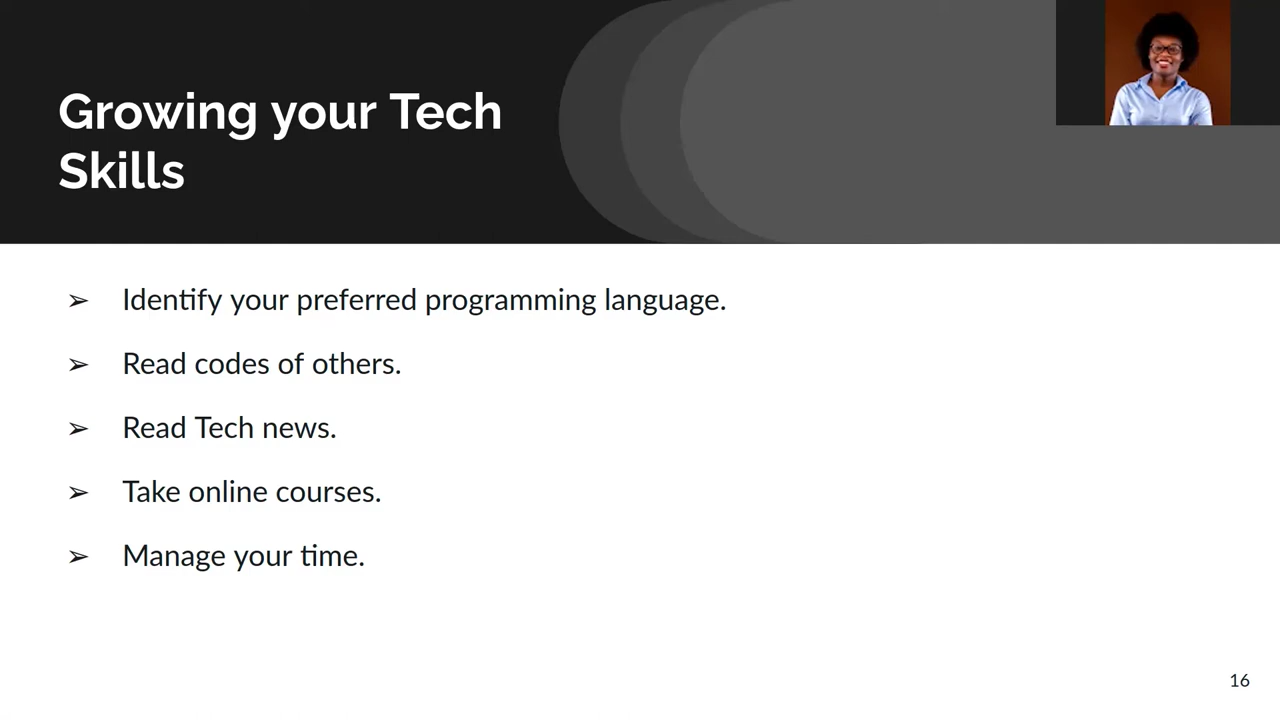 Growing your Tech
Skills
➢ Identify your preferred programming language.
➢ Read codes of others.
➢ Read Tech news.
➢ Take online courses.
➢ Manage your time.
16